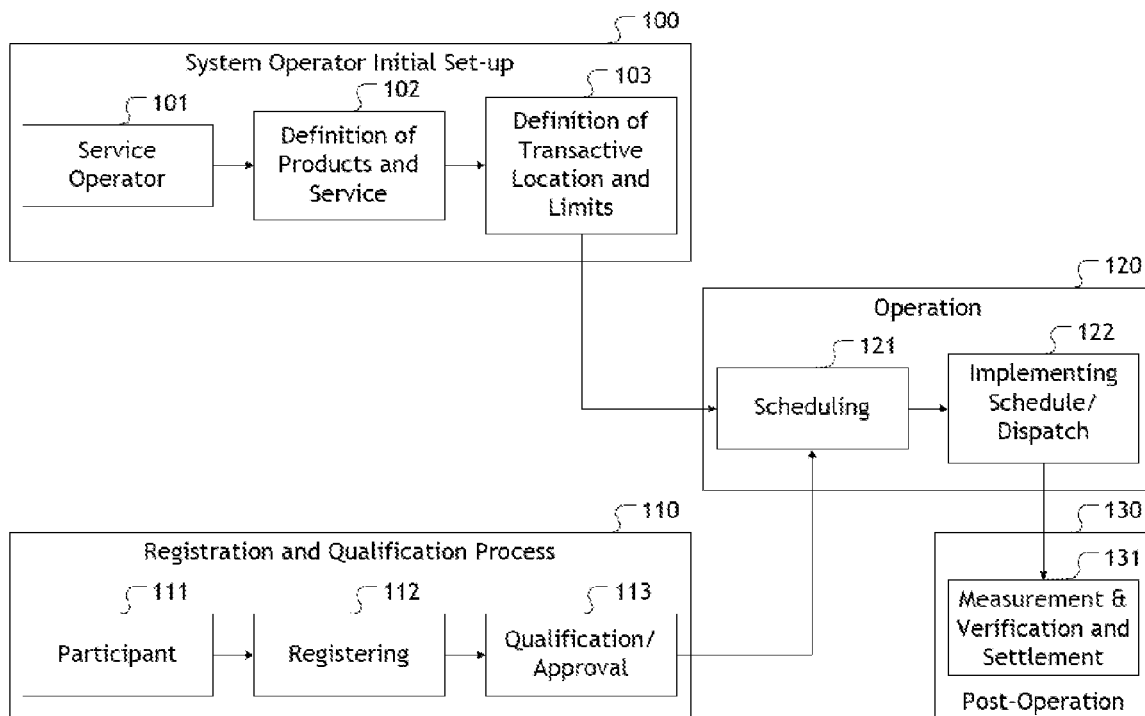 100
System Operator Initial Set-up
101
102
103
Service
Operator
Definition of
Products and
Service
Definition of
Transactive
Location and
Limits
120
Operation
121
122
Scheduling
Implementing
Schedule/
Dispatch
110
Registration and Qualification Process
111
112
113
Participant
Registering
Qualification/
Approval
130
131
Measurement &
Verification and
Settlement
Post-Operation